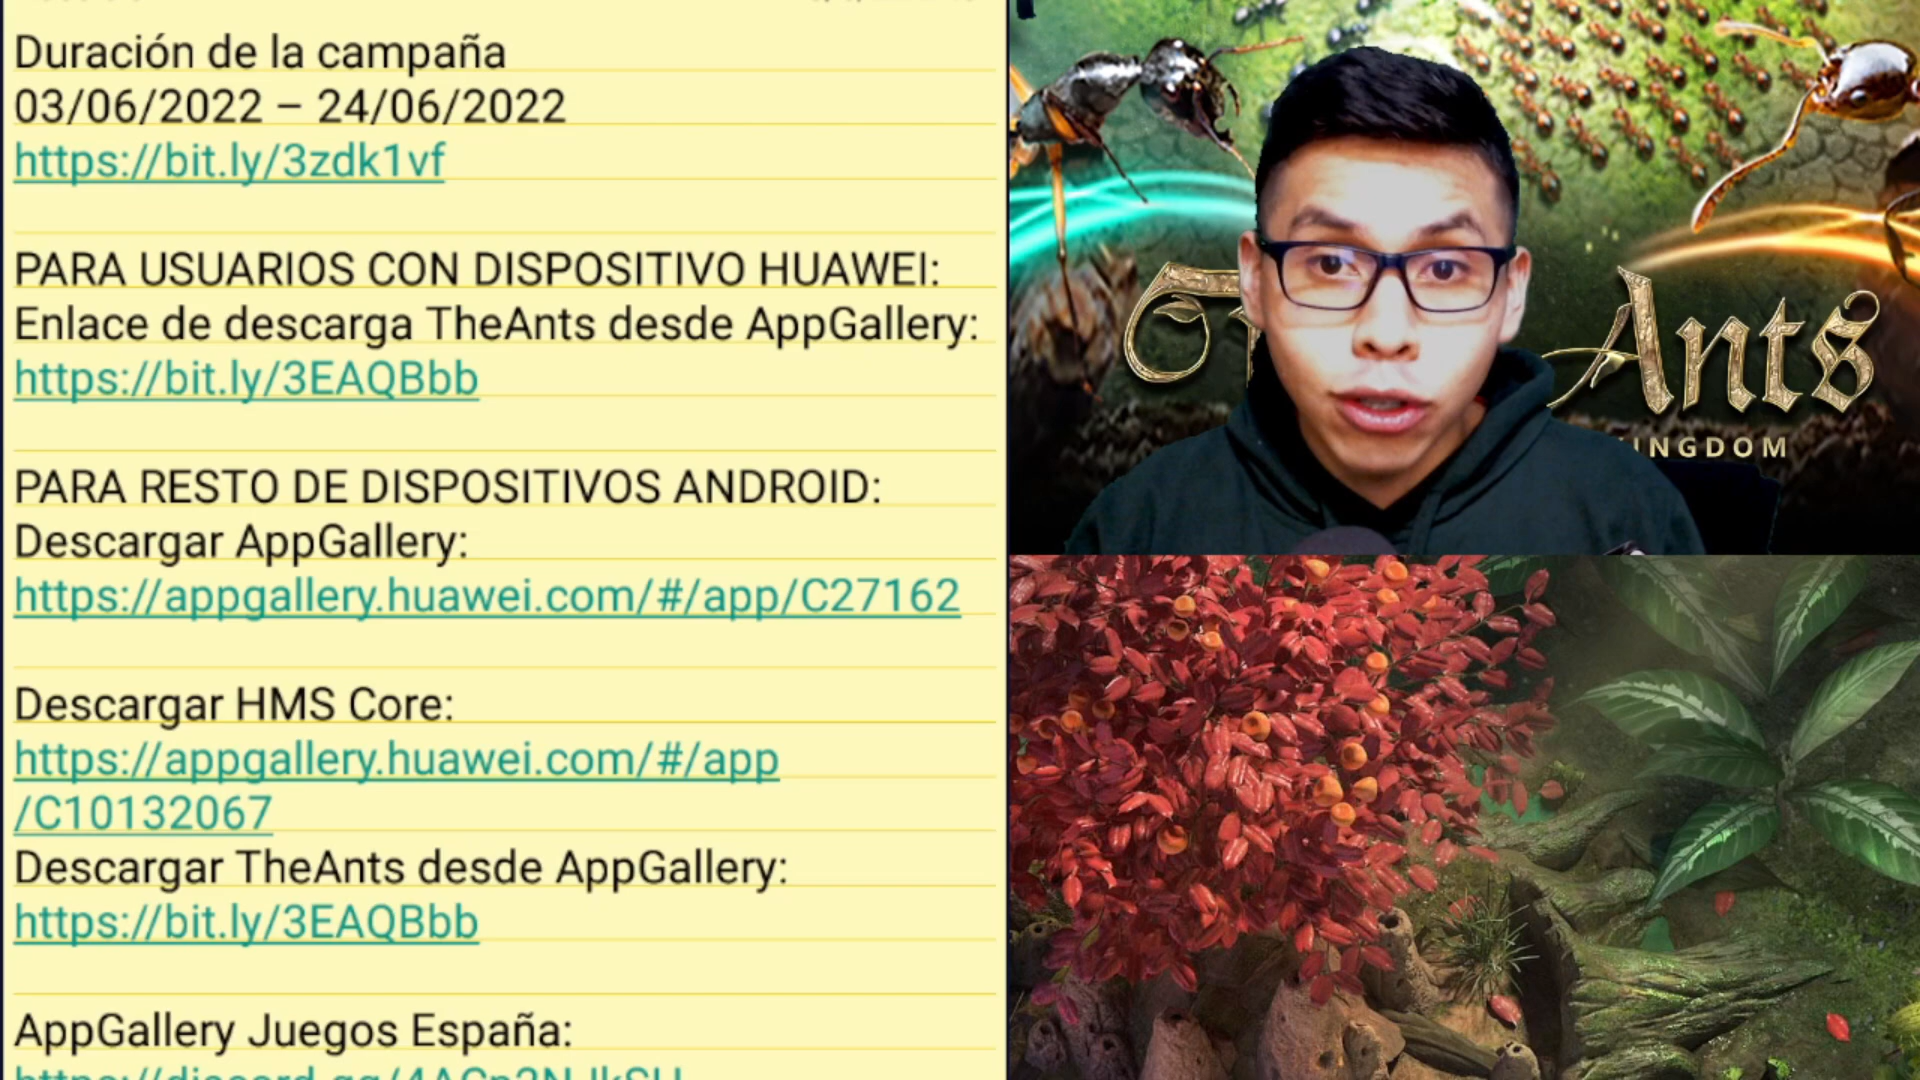 Duración de la campaña
03/06/2022 – 24/06/2022
https://bit.ly/3zdk1vf
PARA USUARIOS CON DISPOSITIVO HUAWEI:
Enlace de descarga TheAnts desde AppGallery:
https://bit.ly/3EAQBbb
PARA RESTO DE DISPOSITIVOS ANDROID:
Descargar AppGallery:
https://appgallery.huawei.com/#/app/C27162
Descargar HMS Core:
https://appgallery.huawei.com/#/app
/C10132067
Descargar TheAnts desde AppGallery:
https://bit.ly/3EAQBbb
AppGallery Juegos España:
Ants
INGDOM